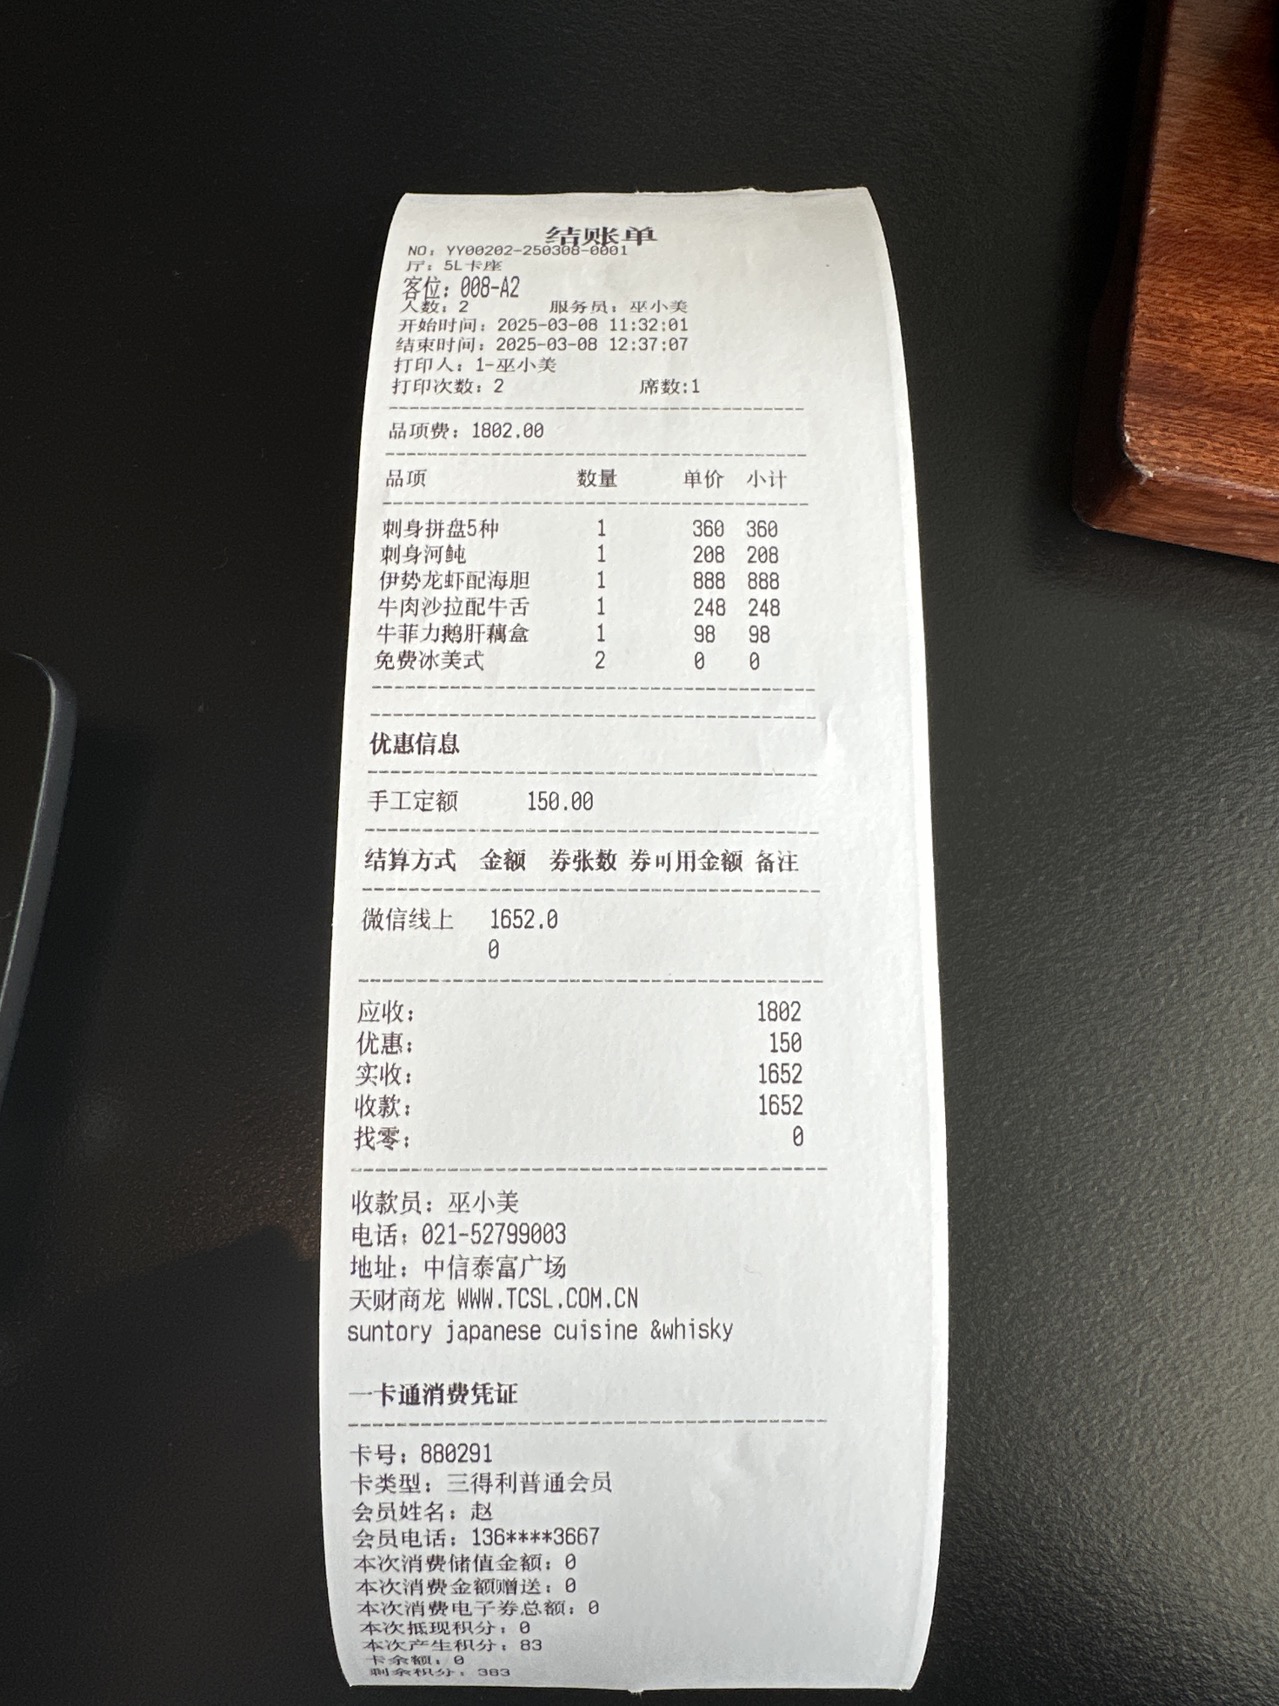 结账单
NO: YY00202-250308-0001
厅: 5L卡座
客位: 008-A2
人数: 2 服务员: 巫小美
开始时间: 2025-03-08 11:32:01
结束时间: 2025-03-08 12:37:07
打印人: 1-巫小美
打印次数: 2 席数:1
品项费: 1802.00
品项 数量 单价 小计
刺身拼盘5种 1 360 360
刺身河鲀 1 208 208
伊势龙虾配海胆 1 888 888
牛肉沙拉配牛舌 1 248 248
牛菲力鹅肝藕盒 1 98 98
免费冰美式 2 0 0
优惠信息
手工定额 150.00
结算方式 金额 券张数 券可用金额 备注
微信线上 1652.0
0
应收: 1802
优惠: 150
实收: 1652
收款: 1652
找零: 0
收款员: 巫小美
电话: 021-52799003
地址: 中信泰富广场
天财商龙 WWW.TCSL.COM.CN
suntory japanese cuisine &whisky
一卡通消费凭证
卡号: 880291
卡类型: 三得利普通会员
会员姓名: 赵
会员电话: 136****3667
本次消费储值金额: 0
本次消费金额赠送: 0
本次消费电子券总额: 0
本次抵现积分: 0
本次产生积分: 83
卡余额: 0
剩余积分: 383